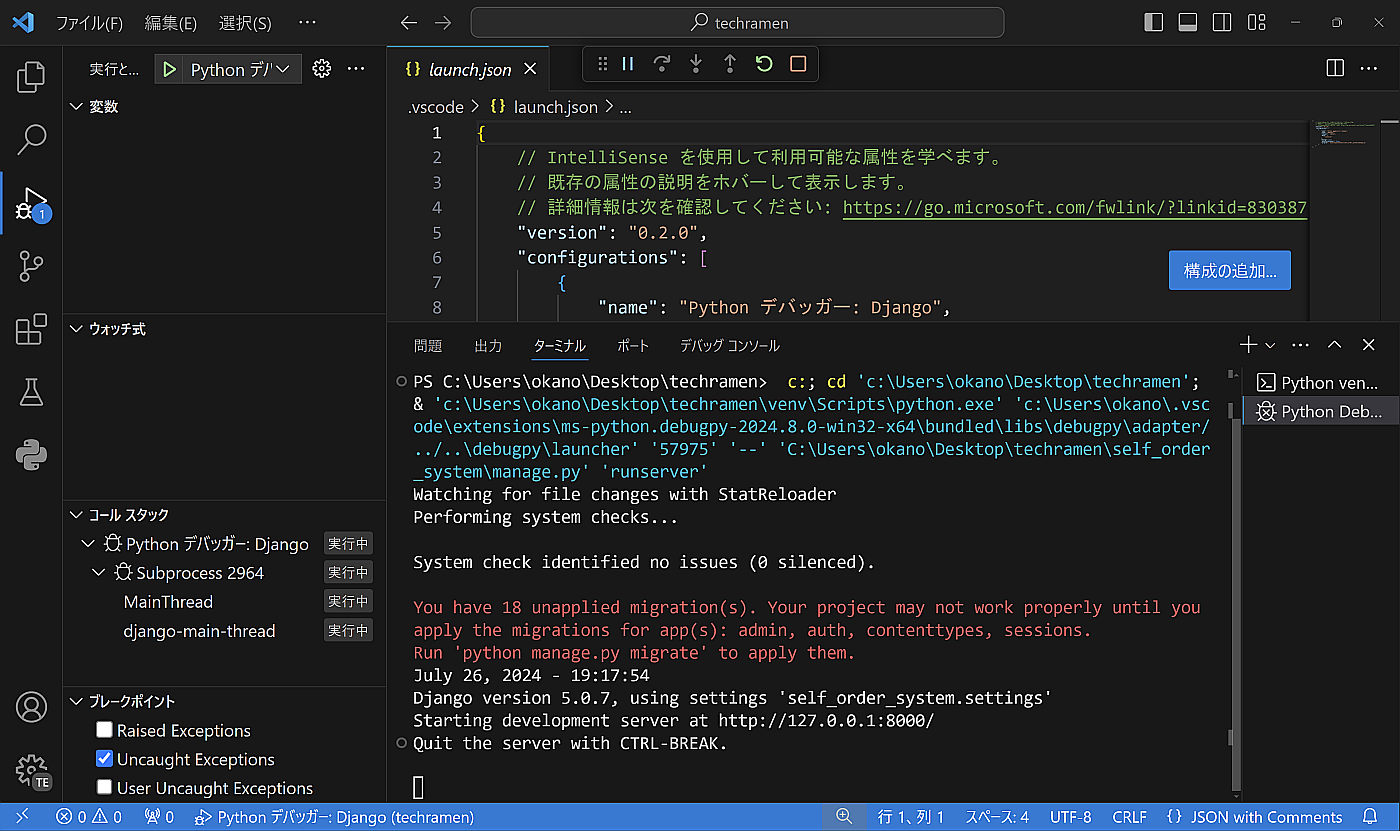 ファイル(F) 編集(E) 選択(S) ···
techramen
実行と...
Python デバ
···
変数
ウォッチ式
コール スタック
Python デバッガー: Django 実行中
Subprocess 2964 実行中
MainThread 実行中
django-main-thread 実行中
ブレークポイント
Raised Exceptions
Uncaught Exceptions
User Uncaught Exceptions
1
TE
{} launch.json
.vscode > {} launch.json > ...
1 {
2 // IntelliSense を使用して利用可能な属性を学べます。
3 // 既存の属性の説明をホバーして表示します。
4 // 詳細情報は次を確認してください: https://go.microsoft.com/fwlink/?linkid=830387
5 "version": "0.2.0",
6 "configurations": [
7 {
8 "name": "Python デバッガー: Django",
構成の追加...
問題 出力 ターミナル ポート デバッグ コンソール
PS C:\Users\okano\Desktop\techramen>  c:; cd 'c:\Users\okano\Desktop\techramen';
& 'c:\Users\okano\Desktop\techramen\venv\Scripts\python.exe' 'c:\Users\okano\.vsc
ode\extensions\ms-python.debugpy-2024.8.0-win32-x64\bundled\libs\debugpy\adapter/
../..\debugpy\launcher' '57975' '--' 'C:\Users\okano\Desktop\techramen\self_order
_system\manage.py' 'runserver'
Watching for file changes with StatReloader
Performing system checks...
System check identified no issues (0 silenced).
You have 18 unapplied migration(s). Your project may not work properly until you
apply the migrations for app(s): admin, auth, contenttypes, sessions.
Run 'python manage.py migrate' to apply them.
July 26, 2024 - 19:17:54
Django version 5.0.7, using settings 'self_order_system.settings'
Starting development server at http://127.0.0.1:8000/
Quit the server with CTRL-BREAK.
Python ven...
Python Deb...
0 0 0 Python デバッガー: Django (techramen)
行 1、列 1 スペース: 4 UTF-8 CRLF {} JSON with Comments